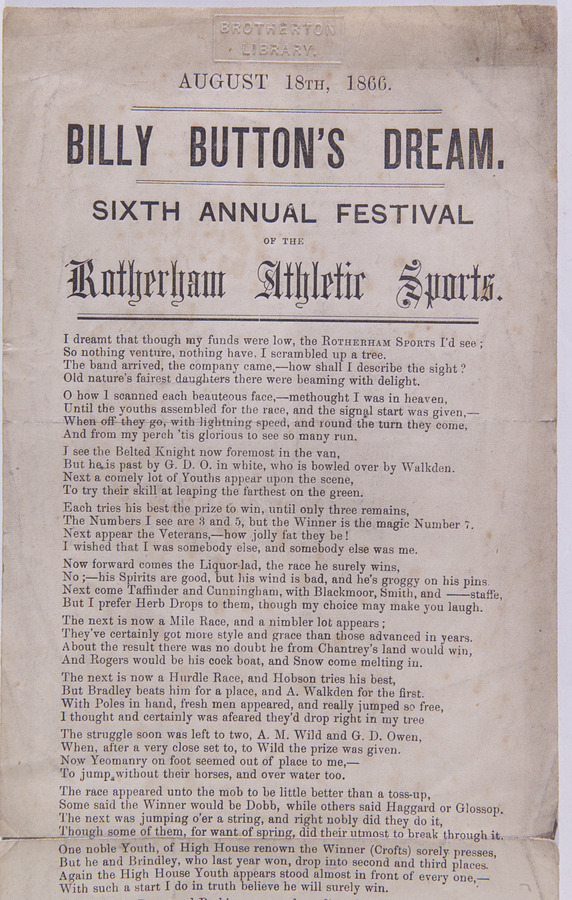 BROTHERTON
LIBRARY.
AUGUST 18TH, 1866.
BILLY BUTTON'S DREAM.
SIXTH ANNUAL FESTIVAL
OF THE
Rotherham Athletic Sports.
I dreamt that though my funds were low, the ROTHERHAM SPORTS I'd see;
So nothing venture, nothing have. I scrambled up a tree.
The band arrived, the company came,—how shall I describe the sight?
Old nature's fairest daughters there were beaming with delight.
O how I scanned each beauteous face,—methought I was in heaven,
Until the youths assembled for the race, and the signal start was given,—
When off they go, with lightning speed, and round the turn they come,
And from my perch 'tis glorious to see so many run.
I see the Belted Knight now foremost in the van,
But he is past by G. D. O. in white, who is bowled over by Walkden.
Next a comely lot of Youths appear upon the scene,
To try their skill at leaping the farthest on the green.
Each tries his best the prize to win, until only three remains,
The Numbers I see are 3 and 5, but the Winner is the magic Number 7.
Next appear the Veterans,—how jolly fat they be!
I wished that I was somebody else, and somebody else was me.
Now forward comes the Liquor-lad, the race he surely wins,
No;—his Spirits are good, but his wind is bad, and he's groggy on his pins.
Next come Taffinder and Cunningham, with Blackmoor, Smith, and ——staffe,
But I prefer Herb Drops to them, though my choice may make you laugh.
The next is now a Mile Race, and a nimbler lot appears;
They've certainly got more style and grace than those advanced in years.
About the result there was no doubt he from Chantrey's land would win,
And Rogers would be his cock boat, and Snow come melting in.
The next is now a Hurdle Race, and Hobson tries his best,
But Bradley beats him for a place, and A. Walkden for the first.
With Poles in hand, fresh men appeared, and really jumped so free,
I thought and certainly was afeared they'd drop right in my tree
The struggle soon was left to two, A. M. Wild and G. D. Owen,
When, after a very close set to, to Wild the prize was given.
Now Yeomanry on foot seemed out of place to me,—
To jump without their horses, and over water too.
The race appeared unto the mob to be little better than a toss-up,
Some said the Winner would be Dobb, while others said Haggard or Glossop.
The next was jumping o'er a string, and right nobly did they do it,
Though some of them, for want of spring, did their utmost to break through it.
One noble Youth, of High House renown the Winner (Crofts) sorely presses,
But he and Brindley, who last year won, drop into second and third places.
Again the High House Youth appears stood almost in front of every one,—
With such a start I do in truth believe he will surely win.